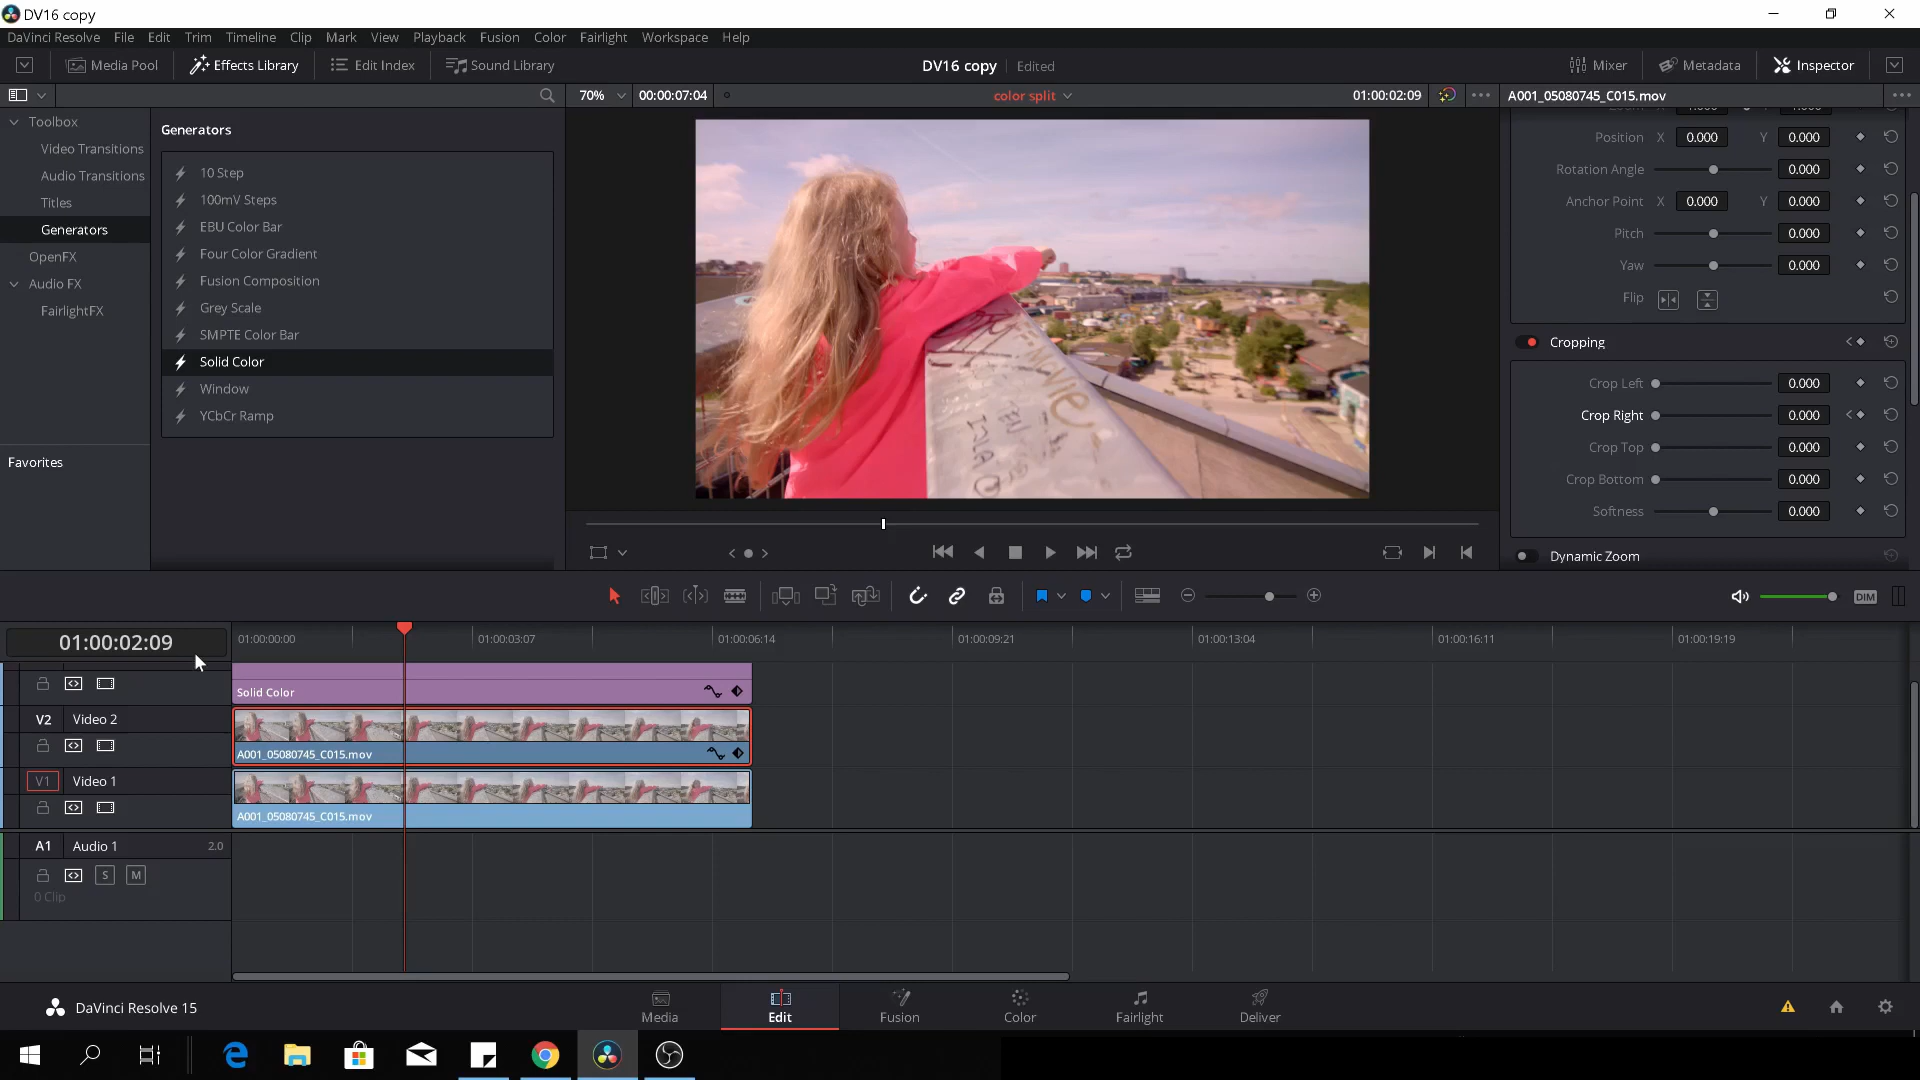 DV16 copy
DaVinci Resolve File Edit Trim Timeline Clip Mark View Playback Fusion Color Fairlight Workspace Help
Media Pool Effects Library Edit Index Sound Library DV16 copy Edited Mixer Metadata Inspector
70% 00:00:07:04 color split 01:00:02:09 A001_05080745_C015.mov
Toolbox
Video Transitions
Audio Transitions
Titles
Generators
OpenFX
Audio FX
FairlightFX
Favorites
Generators
10 Step
100mV Steps
EBU Color Bar
Four Color Gradient
Fusion Composition
Grey Scale
SMPTE Color Bar
Solid Color
Window
YCbCr Ramp
Position X 0.000 Y 0.000
Rotation Angle 0.000
Anchor Point X 0.000 Y 0.000
Pitch 0.000
Yaw 0.000
Flip
Cropping
Crop Left 0.000
Crop Right 0.000
Crop Top 0.000
Crop Bottom 0.000
Softness 0.000
Dynamic Zoom
DIM
01:00:02:09
01:00:00:00 01:00:03:07 01:00:06:14 01:00:09:21 01:00:13:04 01:00:16:11 01:00:19:19
Solid Color
V2 Video 2
A001_05080745_C015.mov
V1 Video 1
A001_05080745_C015.mov
A1 Audio 1 2.0
S M
0 Clip
DaVinci Resolve 15
Media Edit Fusion Color Fairlight Deliver